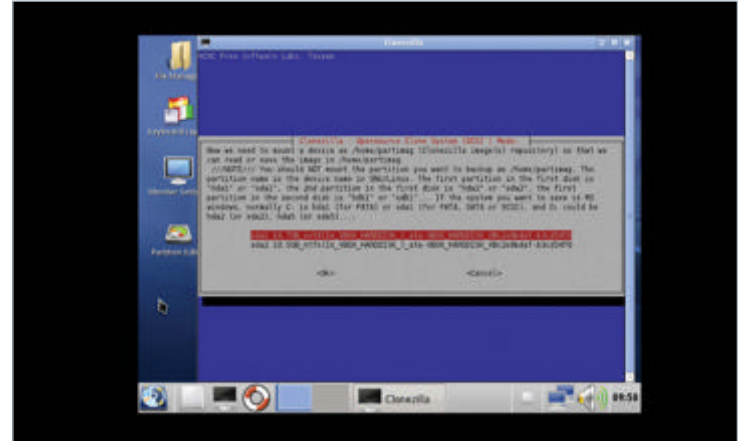 Clonezilla
NCHC Free Software Labs, Taiwan
File Manager
Clonezilla - Opensource Clone System (OCS) | Mode:
Now we need to mount a device as /home/partimag (Clonezilla image(s) repository) so that we
can read or save the image in /home/partimag.
///NOTE/// You should NOT mount the partition you want to backup as /home/partimag. The
partition name is the device name in GNU/Linux. The first partition in the first disk is
"hda1" or "sda1", the 2nd partition in the first disk is "hda2" or "sda2", the first
partition in the second disk is "hdb1" or "sdb1"... If the system you want to save is MS
windows, normally C: is hda1 (for PATA) or sda1 (for PATA, SATA or SCSI), and D: could be
hda2 (or sda2), hda5 (or sda5)...
<Ok>
<Cancel>
Clonezilla
09:58